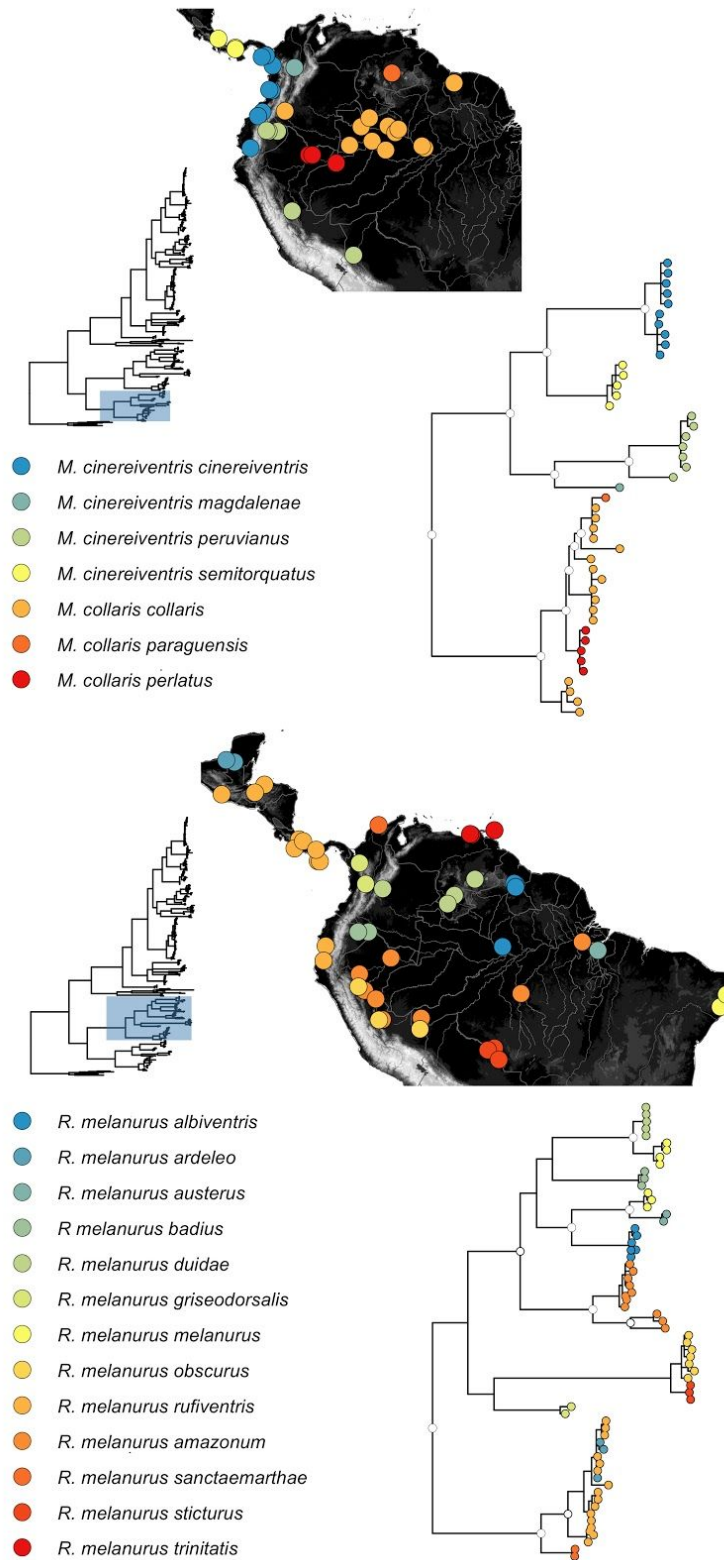 M. cinereiventris cinereiventris
M. cinereiventris magdalenae
M. cinereiventris peruvianus
M. cinereiventris semitorquatus
M. collaris collaris
M. collaris paraguensis
M. collaris perlatus
R. melanurus albiventris
R. melanurus ardeleo
R. melanurus austerus
R melanurus badius
R. melanurus duidae
R. melanurus griseodorsalis
R. melanurus melanurus
R. melanurus obscurus
R. melanurus rufiventris
R. melanurus amazonum
R. melanurus sanctaemarthae
R. melanurus sticturus
R. melanurus trinitatis